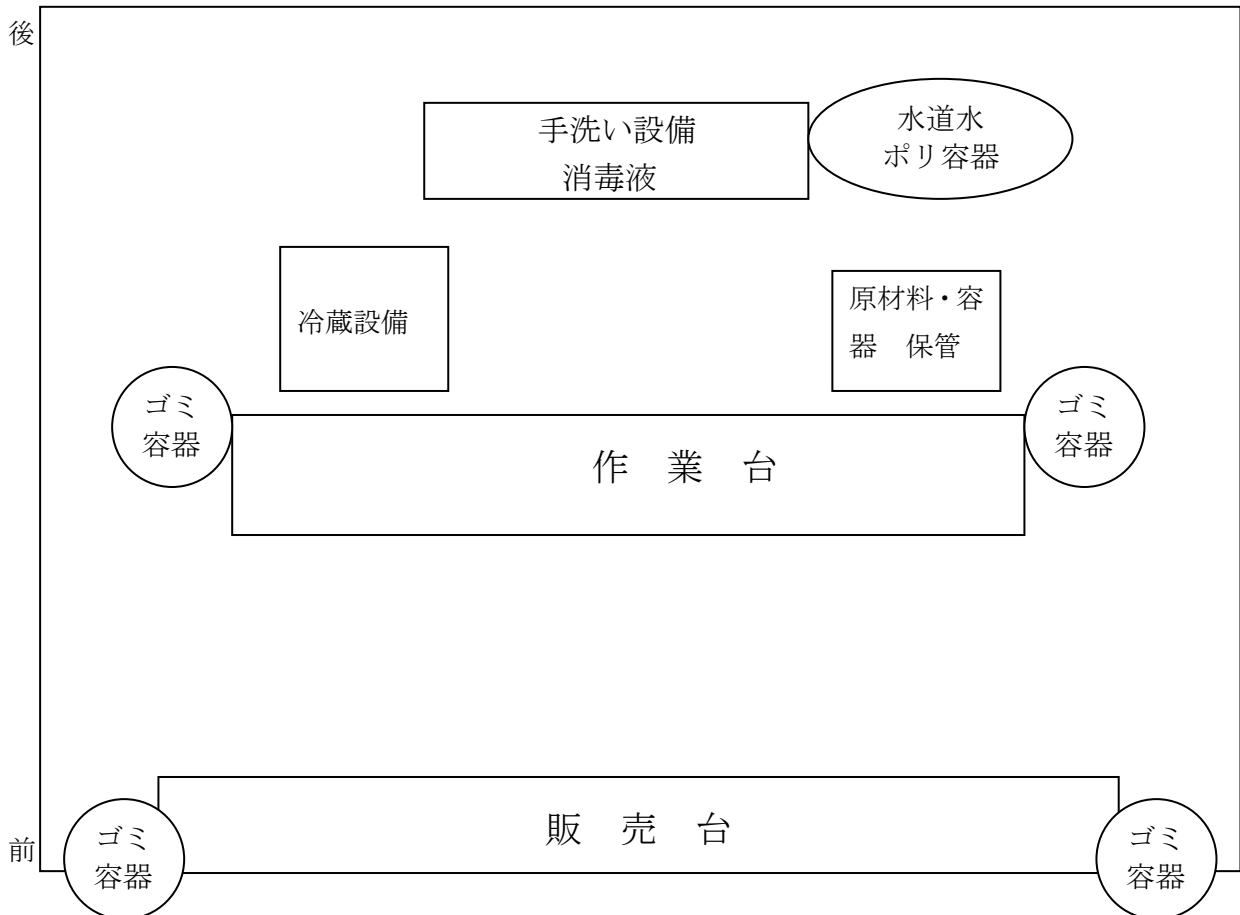 後
手洗い設備
消毒液
水道水
ポリ容器
冷蔵設備
原材料・容
器　保管
ゴミ
容器
ゴミ
容器
作　業　台
販　売　台
前
ゴミ
容器
ゴミ
容器